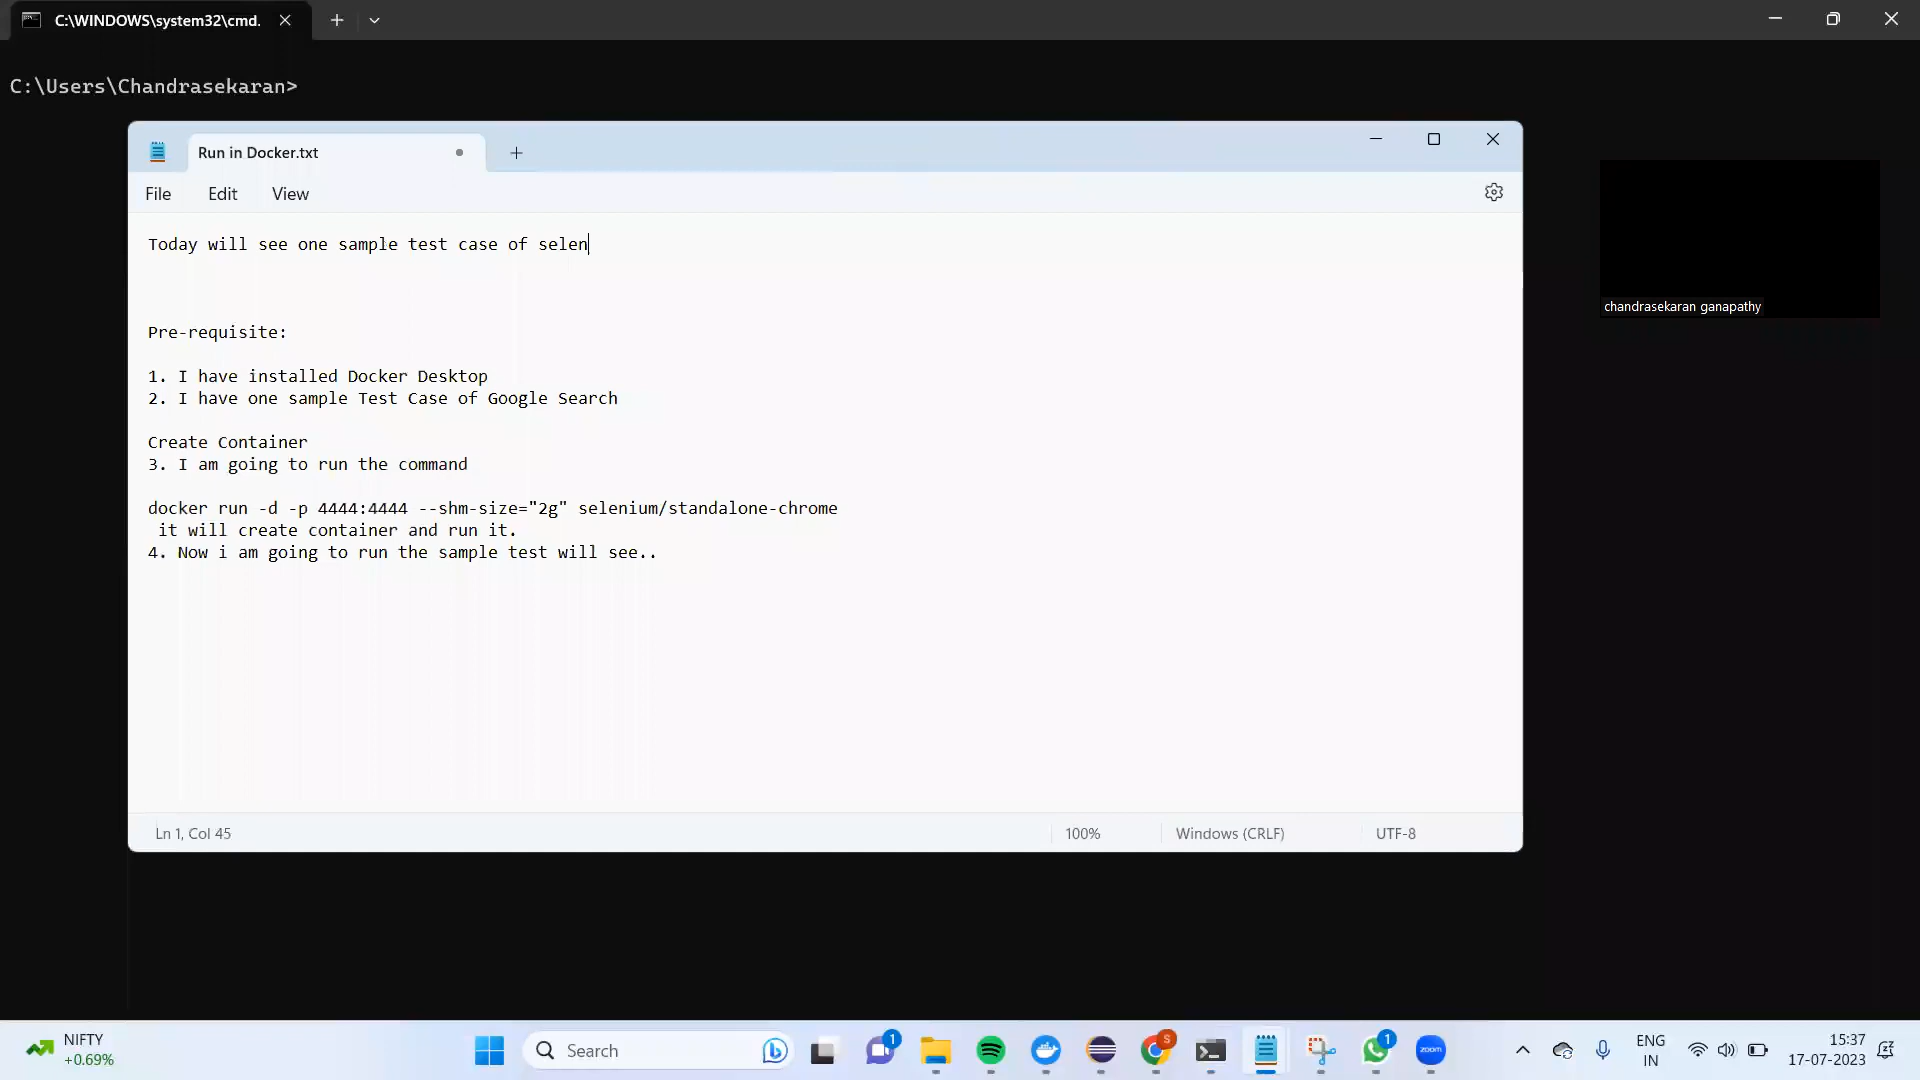 C:\WINDOWS\system32\cmd.
C:\Users\Chandrasekaran>
Run in Docker.txt
File Edit View
Today will see one sample test case of selen
chandrasekaran ganapathy
Pre-requisite:
1. I have installed Docker Desktop
2. I have one sample Test Case of Google Search
Create Container
3. I am going to run the command
docker run -d -p 4444:4444 --shm-size="2g" selenium/standalone-chrome
it will create container and run it.
4. Now i am going to run the sample test will see..
Ln 1, Col 45 100% Windows (CRLF) UTF-8
NIFTY
+0.69%
Search
1
S
1
zoom
ENG
IN
15:37
17-07-2023